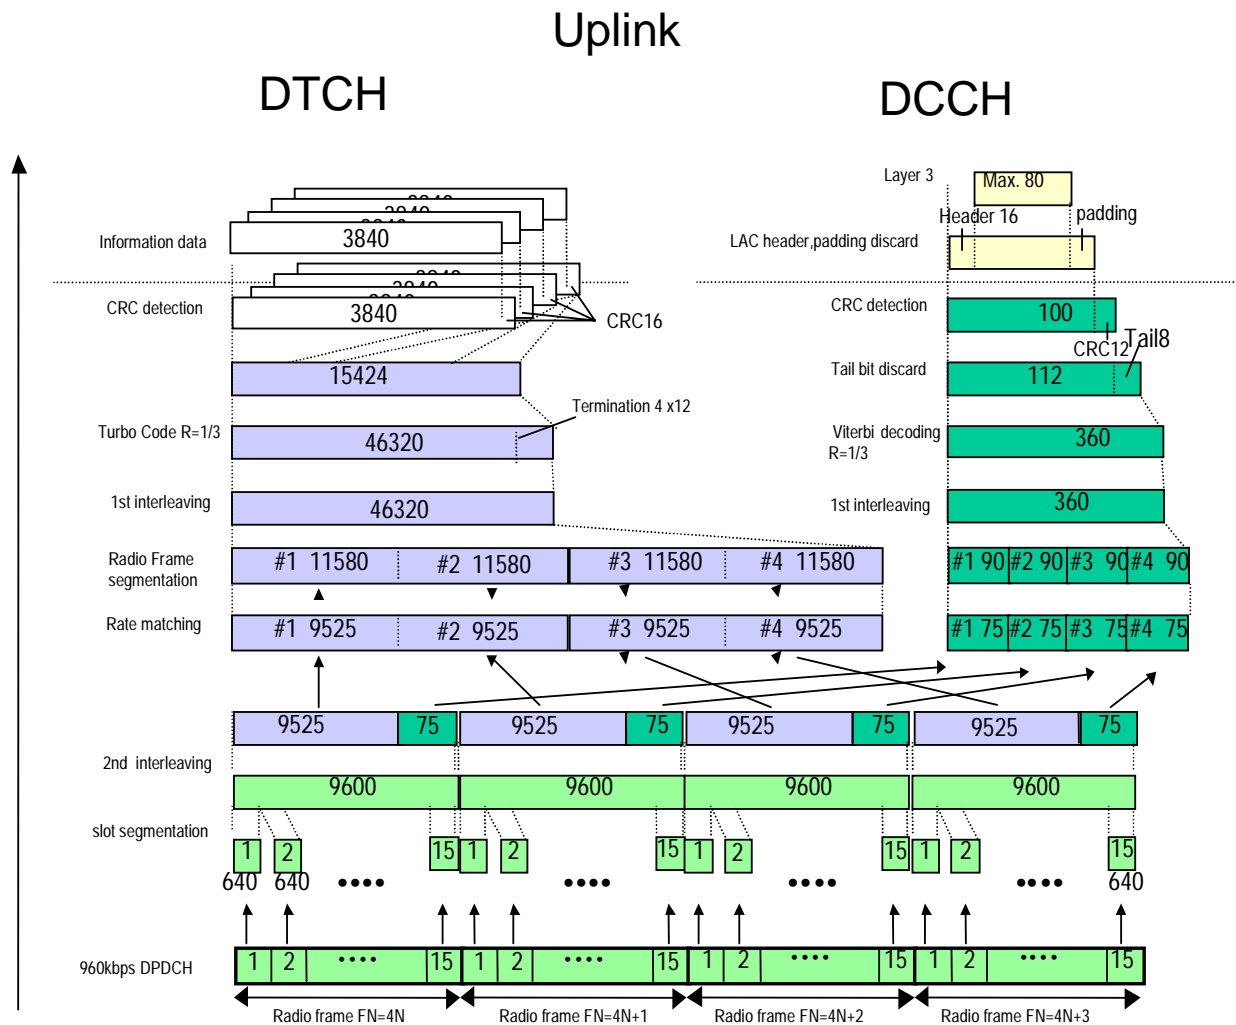 Uplink
DTCH DCCH
Layer 3 Max. 80
Header 16 padding
Information data 3840 3840 3840 3840 LAC header,padding discard
CRC detection 3840 3840 3840 3840 CRC16 CRC detection 100
CRC12 Tail8
15424 Tail bit discard 112
Termination 4 x12
Turbo Code R=1/3 46320 Viterbi decoding R=1/3 360
1st interleaving 46320 1st interleaving 360
Radio Frame segmentation #1 11580 #2 11580 #3 11580 #4 11580 #1 90 #2 90 #3 90 #4 90
Rate matching #1 9525 #2 9525 #3 9525 #4 9525 #1 75 #2 75 #3 75 #4 75
9525 75 9525 75 9525 75 9525 75
2nd interleaving
9600 9600 9600 9600
slot segmentation
1 2 15 1 2 15 1 2 15 1 2 15
640 640 •••• •••• •••• •••• 640
960kbps DPDCH 1 2 •••• 15 1 2 •••• 15 1 2 •••• 15 1 2 •••• 15
Radio frame FN=4N Radio frame FN=4N+1 Radio frame FN=4N+2 Radio frame FN=4N+3